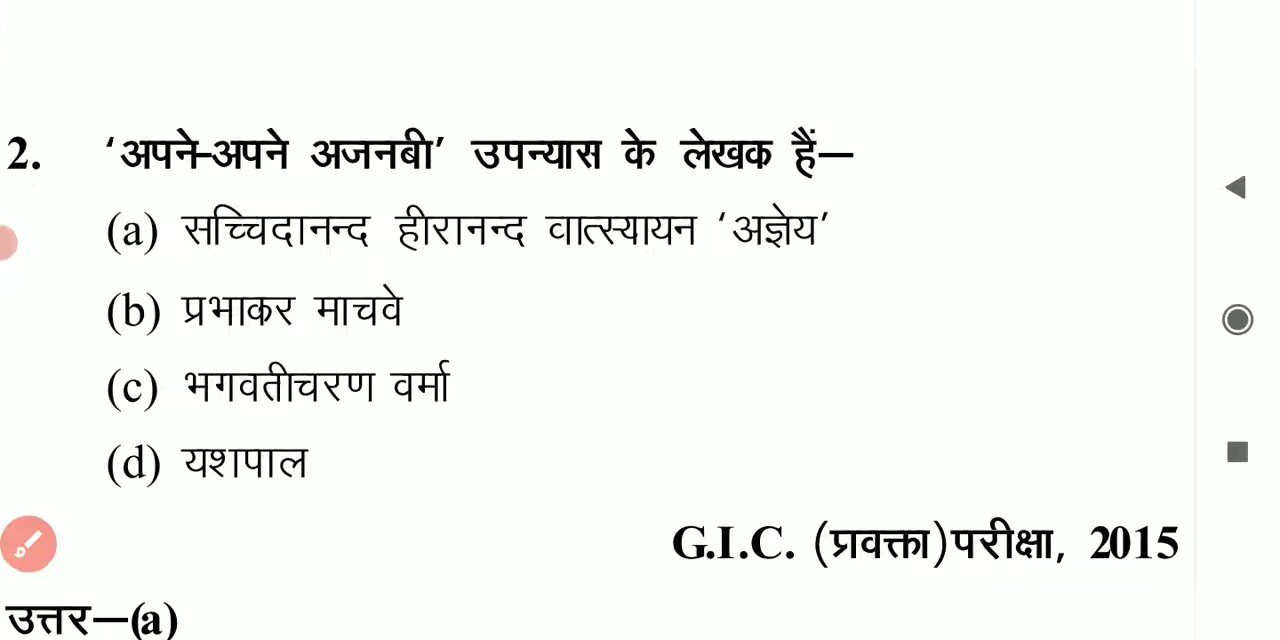 2. ‘अपने-अपने अजनबी’ उपन्यास के लेखक हैं—
(a) सच्चिदानन्द हीरानन्द वात्स्यायन ‘अज्ञेय’
(b) प्रभाकर माचवे
(c) भगवतीचरण वर्मा
(d) यशपाल
G.I.C. (प्रवक्ता) परीक्षा, 2015
उत्तर—(a)